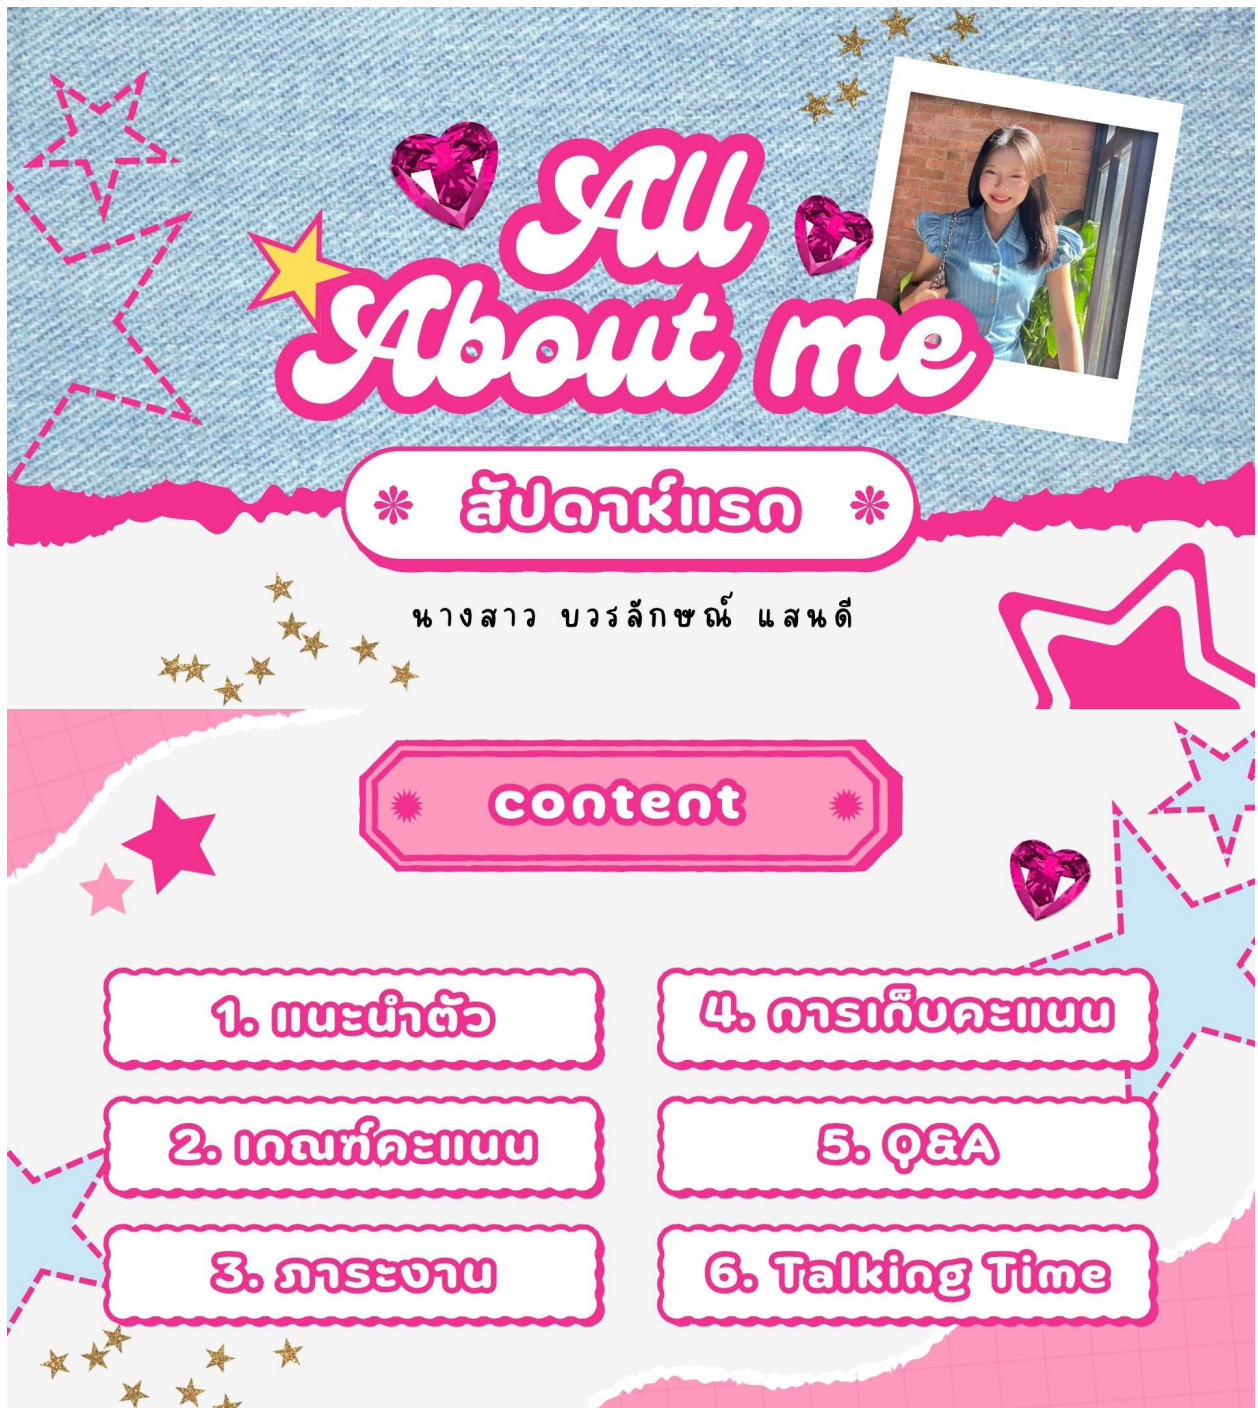 All
About me
สัปดาห์แรก
นางสาว บวรลักษณ์ แสนดี
content
1. แนะนำตัว
2. เกณฑ์คะแนน
3. ภาระงาน
4. การเก็บคะแนน
5. Q&A
6. Talking Time